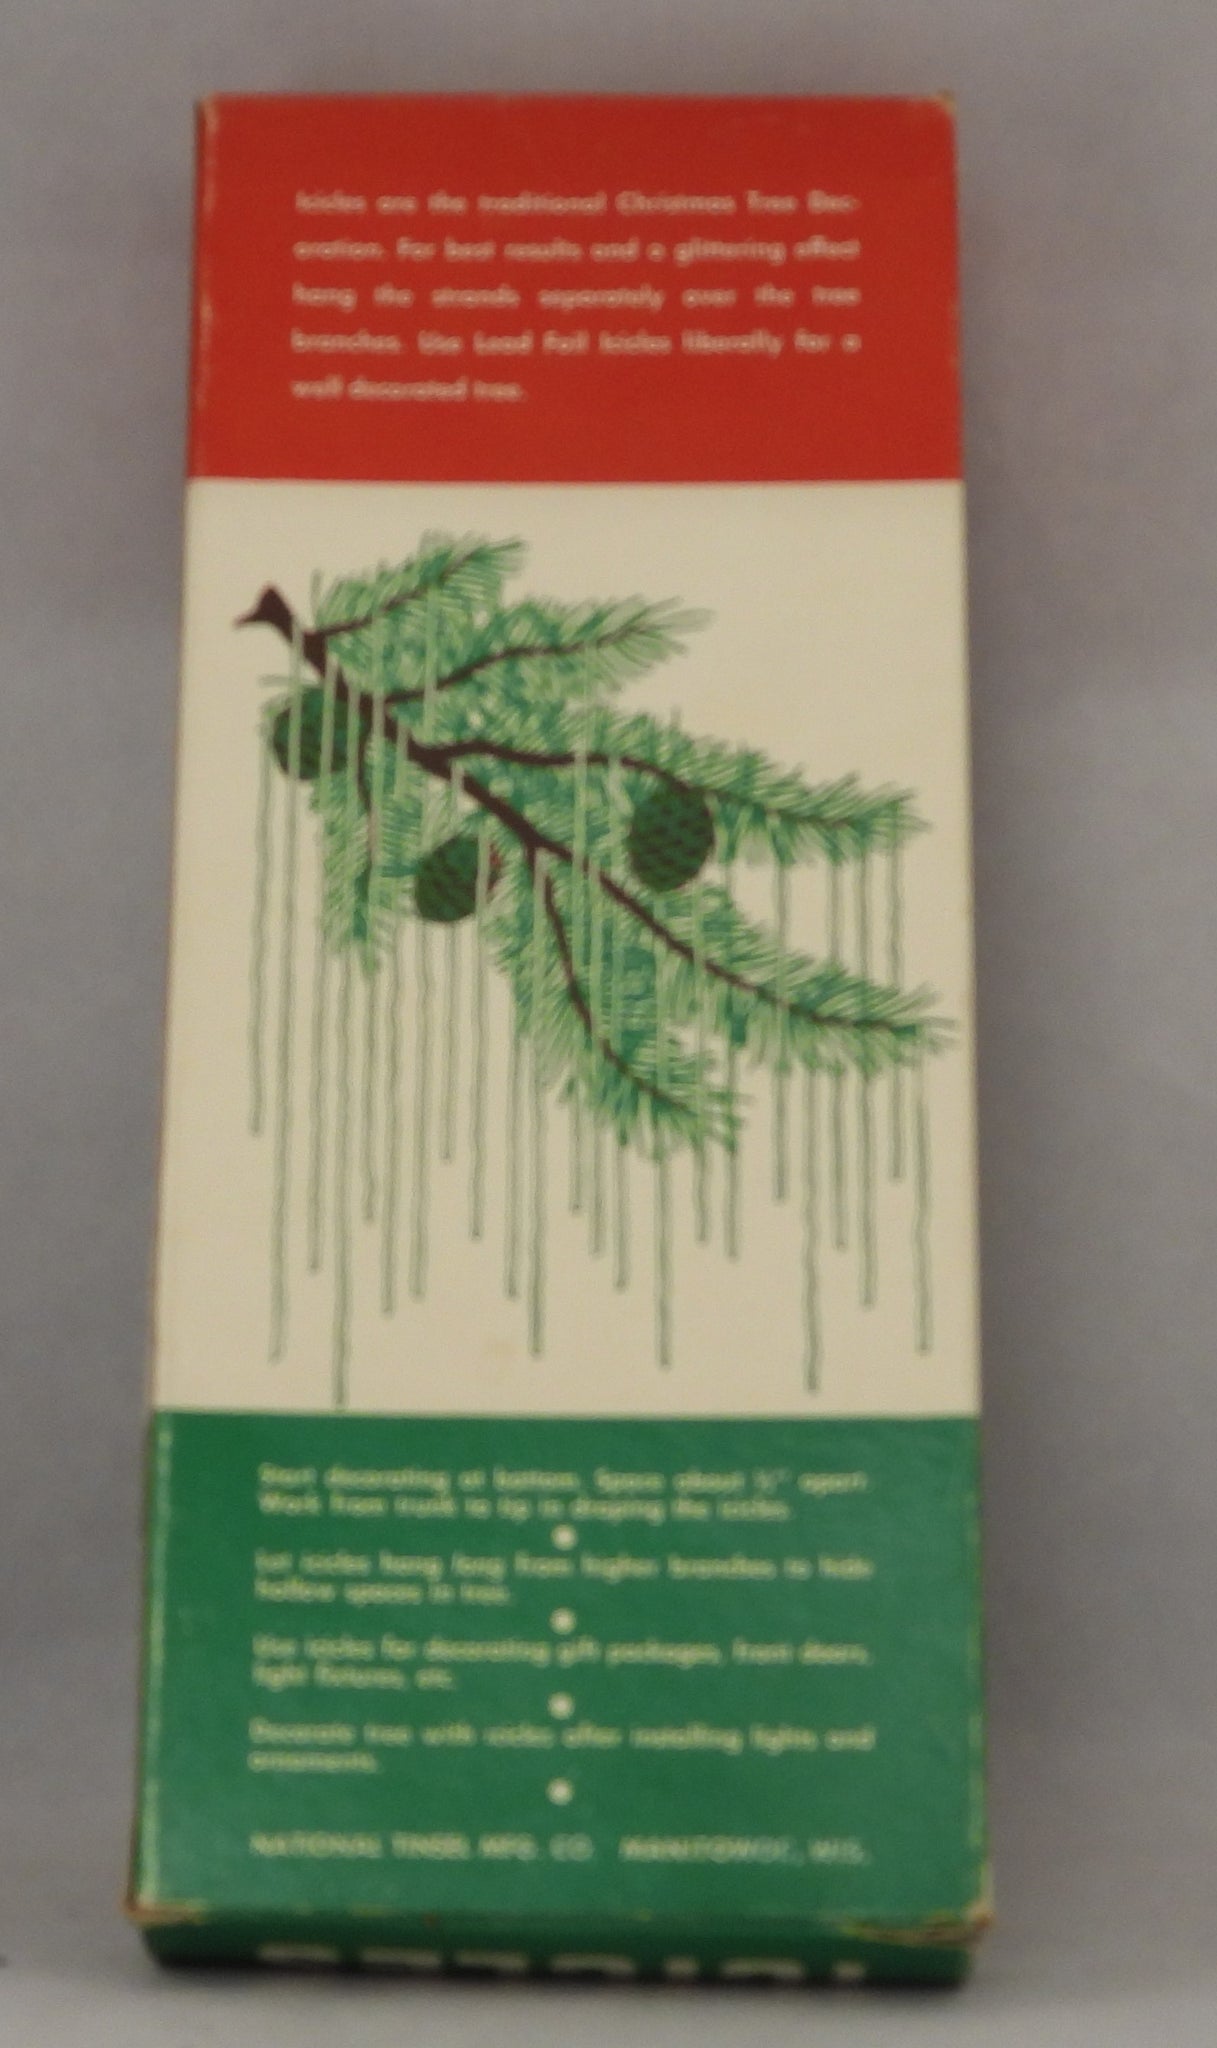 Icicles are the traditional Christmas Tree Dec-
oration. For best results and a glittering effect
hang the strands separately over the tree
branches. Use Lead Foil Icicles liberally for a
well decorated tree.
Start decorating at bottom. Space about ½" apart.
Work from trunk to tip in draping the icicles.
Let icicles hang long from higher branches to hide
hollow spaces in tree.
Use icicles for decorating gift packages, front doors,
light fixtures, etc.
Decorate tree with icicles after installing lights and
ornaments.
NATIONAL TINSEL MFG. CO. MANITOWOC, WIS.